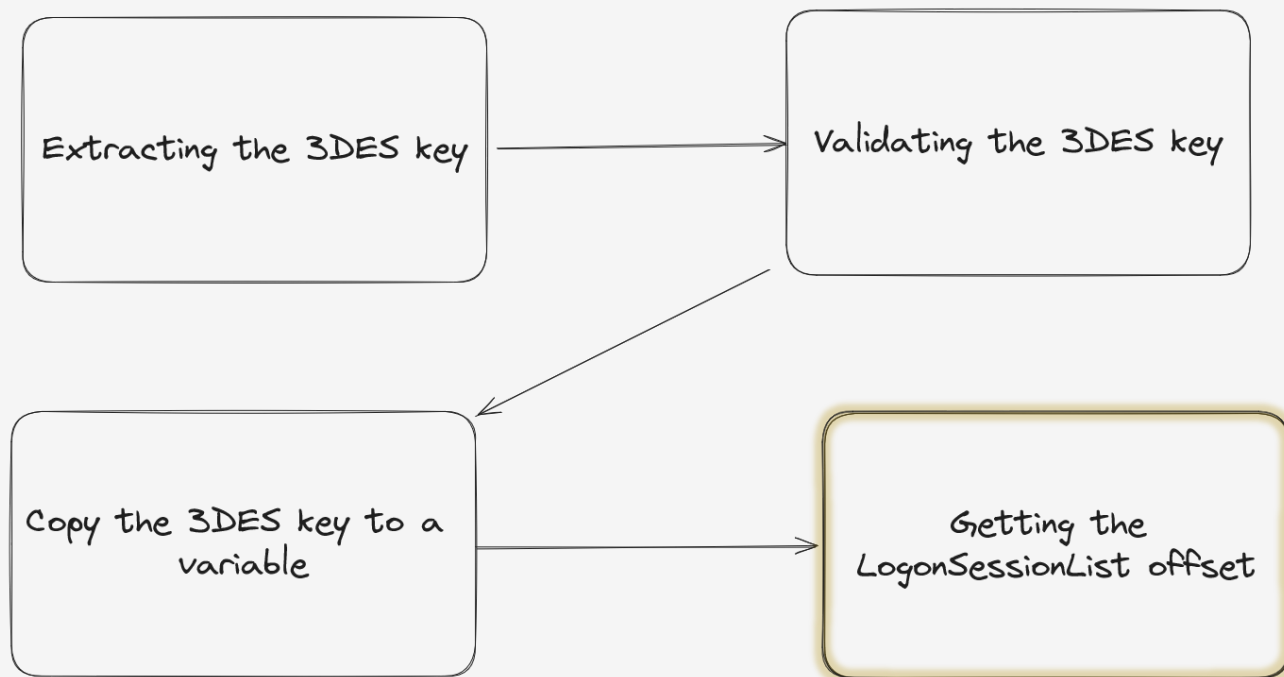 Extracting the 3DES key
Validating the 3DES key
Copy the 3DES key to a
variable
Getting the
LogonSessionList offset